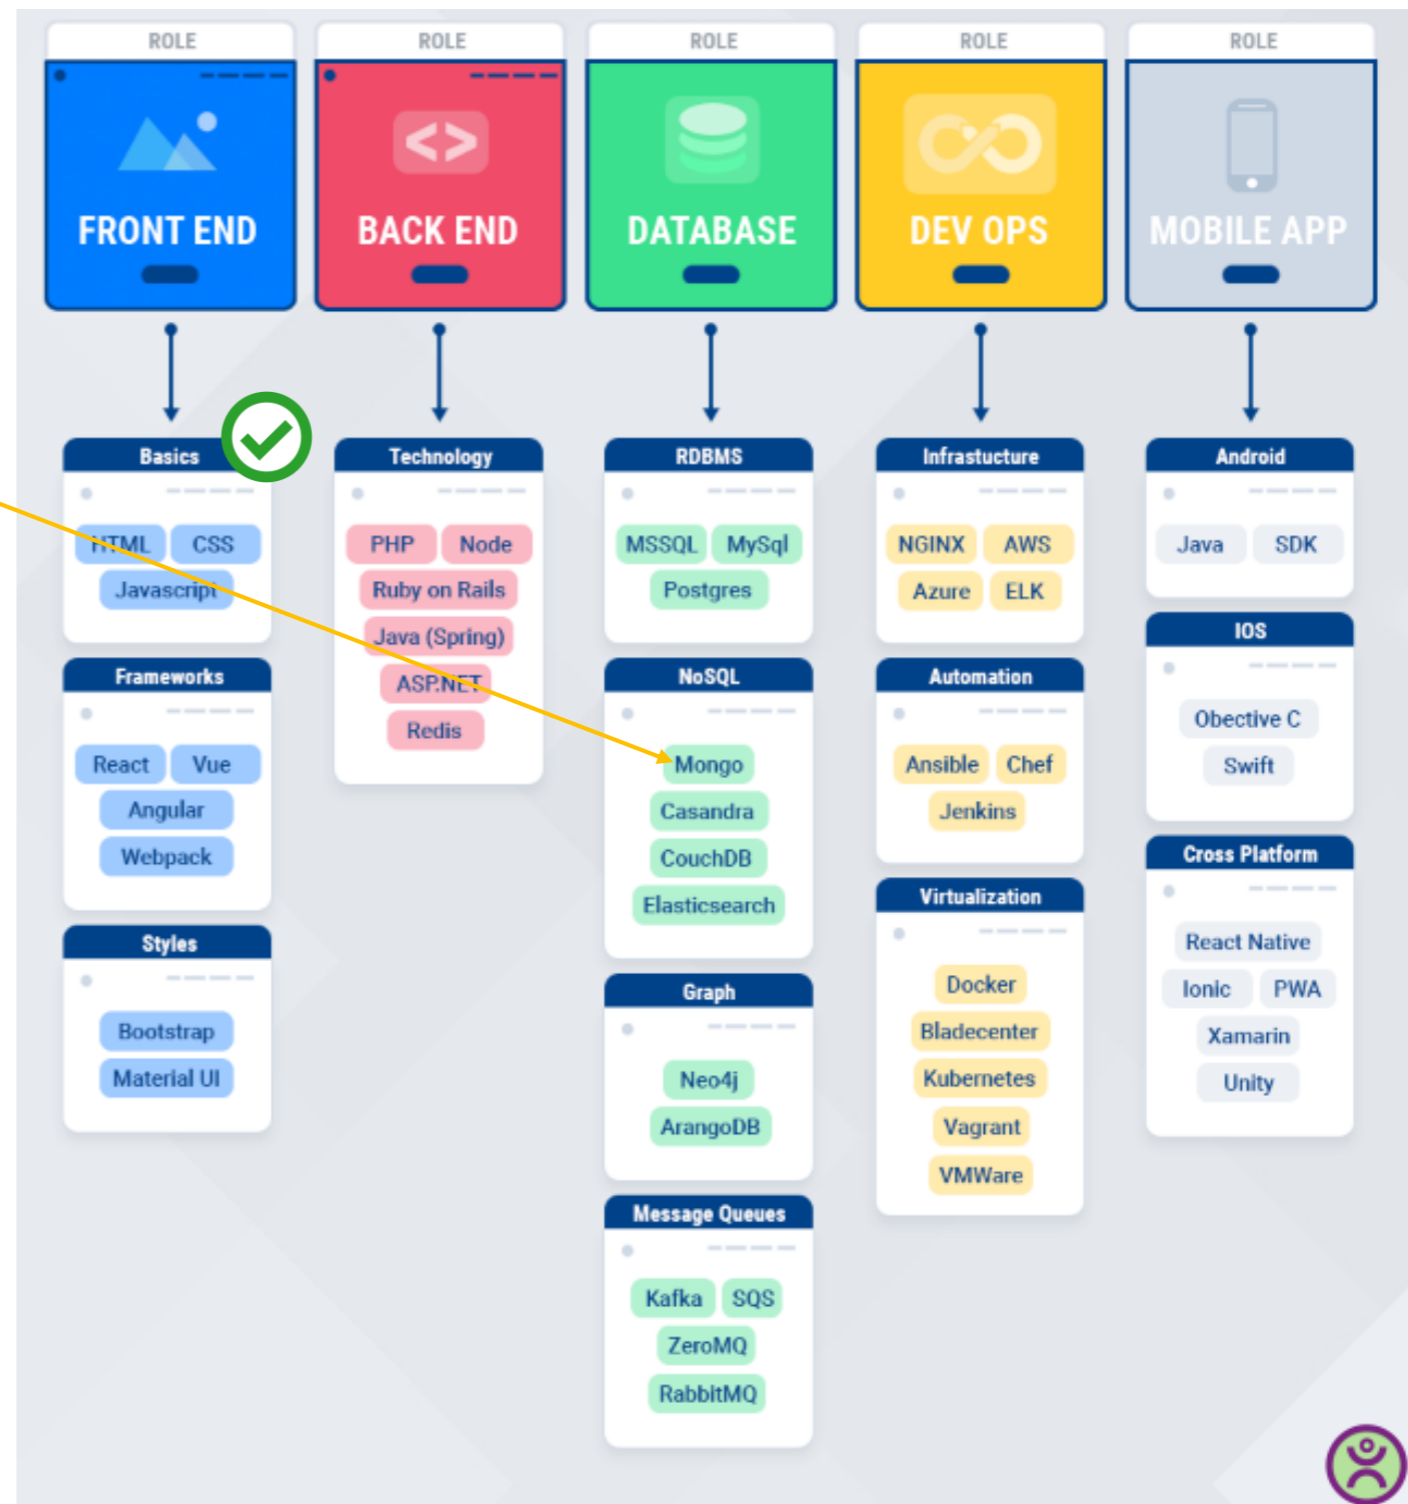 ROLE
FRONT END
Basics
HTML CSS
Javascript
Frameworks
React Vue
Angular
Webpack
Styles
Bootstrap
Material UI
ROLE
BACK END
Technology
PHP Node
Ruby on Rails
Java (Spring)
ASP.NET
Redis
ROLE
DATABASE
RDBMS
MSSQL MySql
Postgres
NoSQL
Mongo
Casandra
CouchDB
Elasticsearch
Graph
Neo4j
ArangoDB
Message Queues
Kafka SQS
ZeroMQ
RabbitMQ
ROLE
DEV OPS
Infrastucture
NGINX AWS
Azure ELK
Automation
Ansible Chef
Jenkins
Virtualization
Docker
Bladecenter
Kubernetes
Vagrant
VMWare
ROLE
MOBILE APP
Android
Java SDK
IOS
Obective C
Swift
Cross Platform
React Native
Ionic PWA
Xamarin
Unity